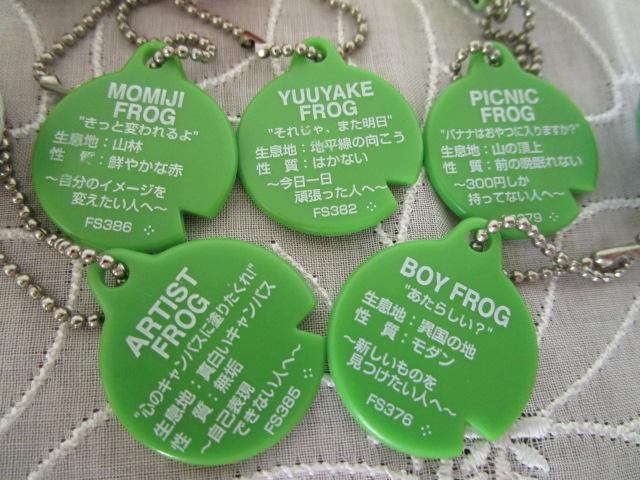 MOMIJI
FROG
"きっと変われるよ"
生息地：山林
性 質：鮮やかな赤
〜自分のイメージを
変えたい人へ〜
FS386
YUUYAKE
FROG
"それじゃ、また明日"
生息地：地平線の向こう
性 質：はかない
〜今日一日
頑張った人へ〜
FS382
PICNIC
FROG
"バナナはおやつに入りますか？"
生息地：山の頂上
性 質：前の晩眠れない
〜300円しか
持ってない人へ〜
FS379
ARTIST
FROG
"心のキャンバスに塗りたくれ!"
生息地：真白いキャンバス
性 質：無垢
〜自己表現
できない人へ〜
FS385
BOY FROG
"あたらしい？"
生息地：異国の地
性 質：モダン
〜新しいものを
見つけたい人へ〜
FS376